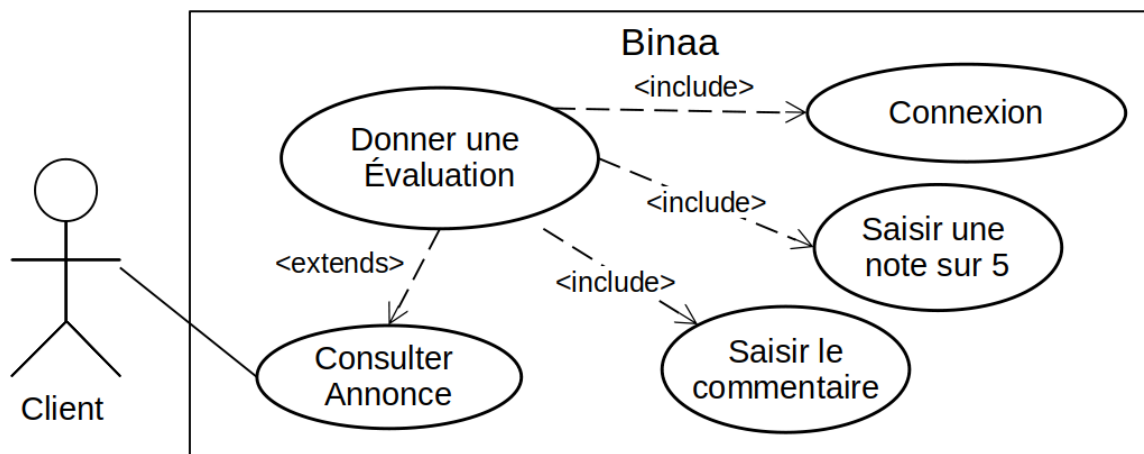 Binaa
<include>
Connexion
Donner une
Évaluation
<include>
Saisir une
note sur 5
<extends>
<include>
Consulter
Annonce
Saisir le
commentaire
Client